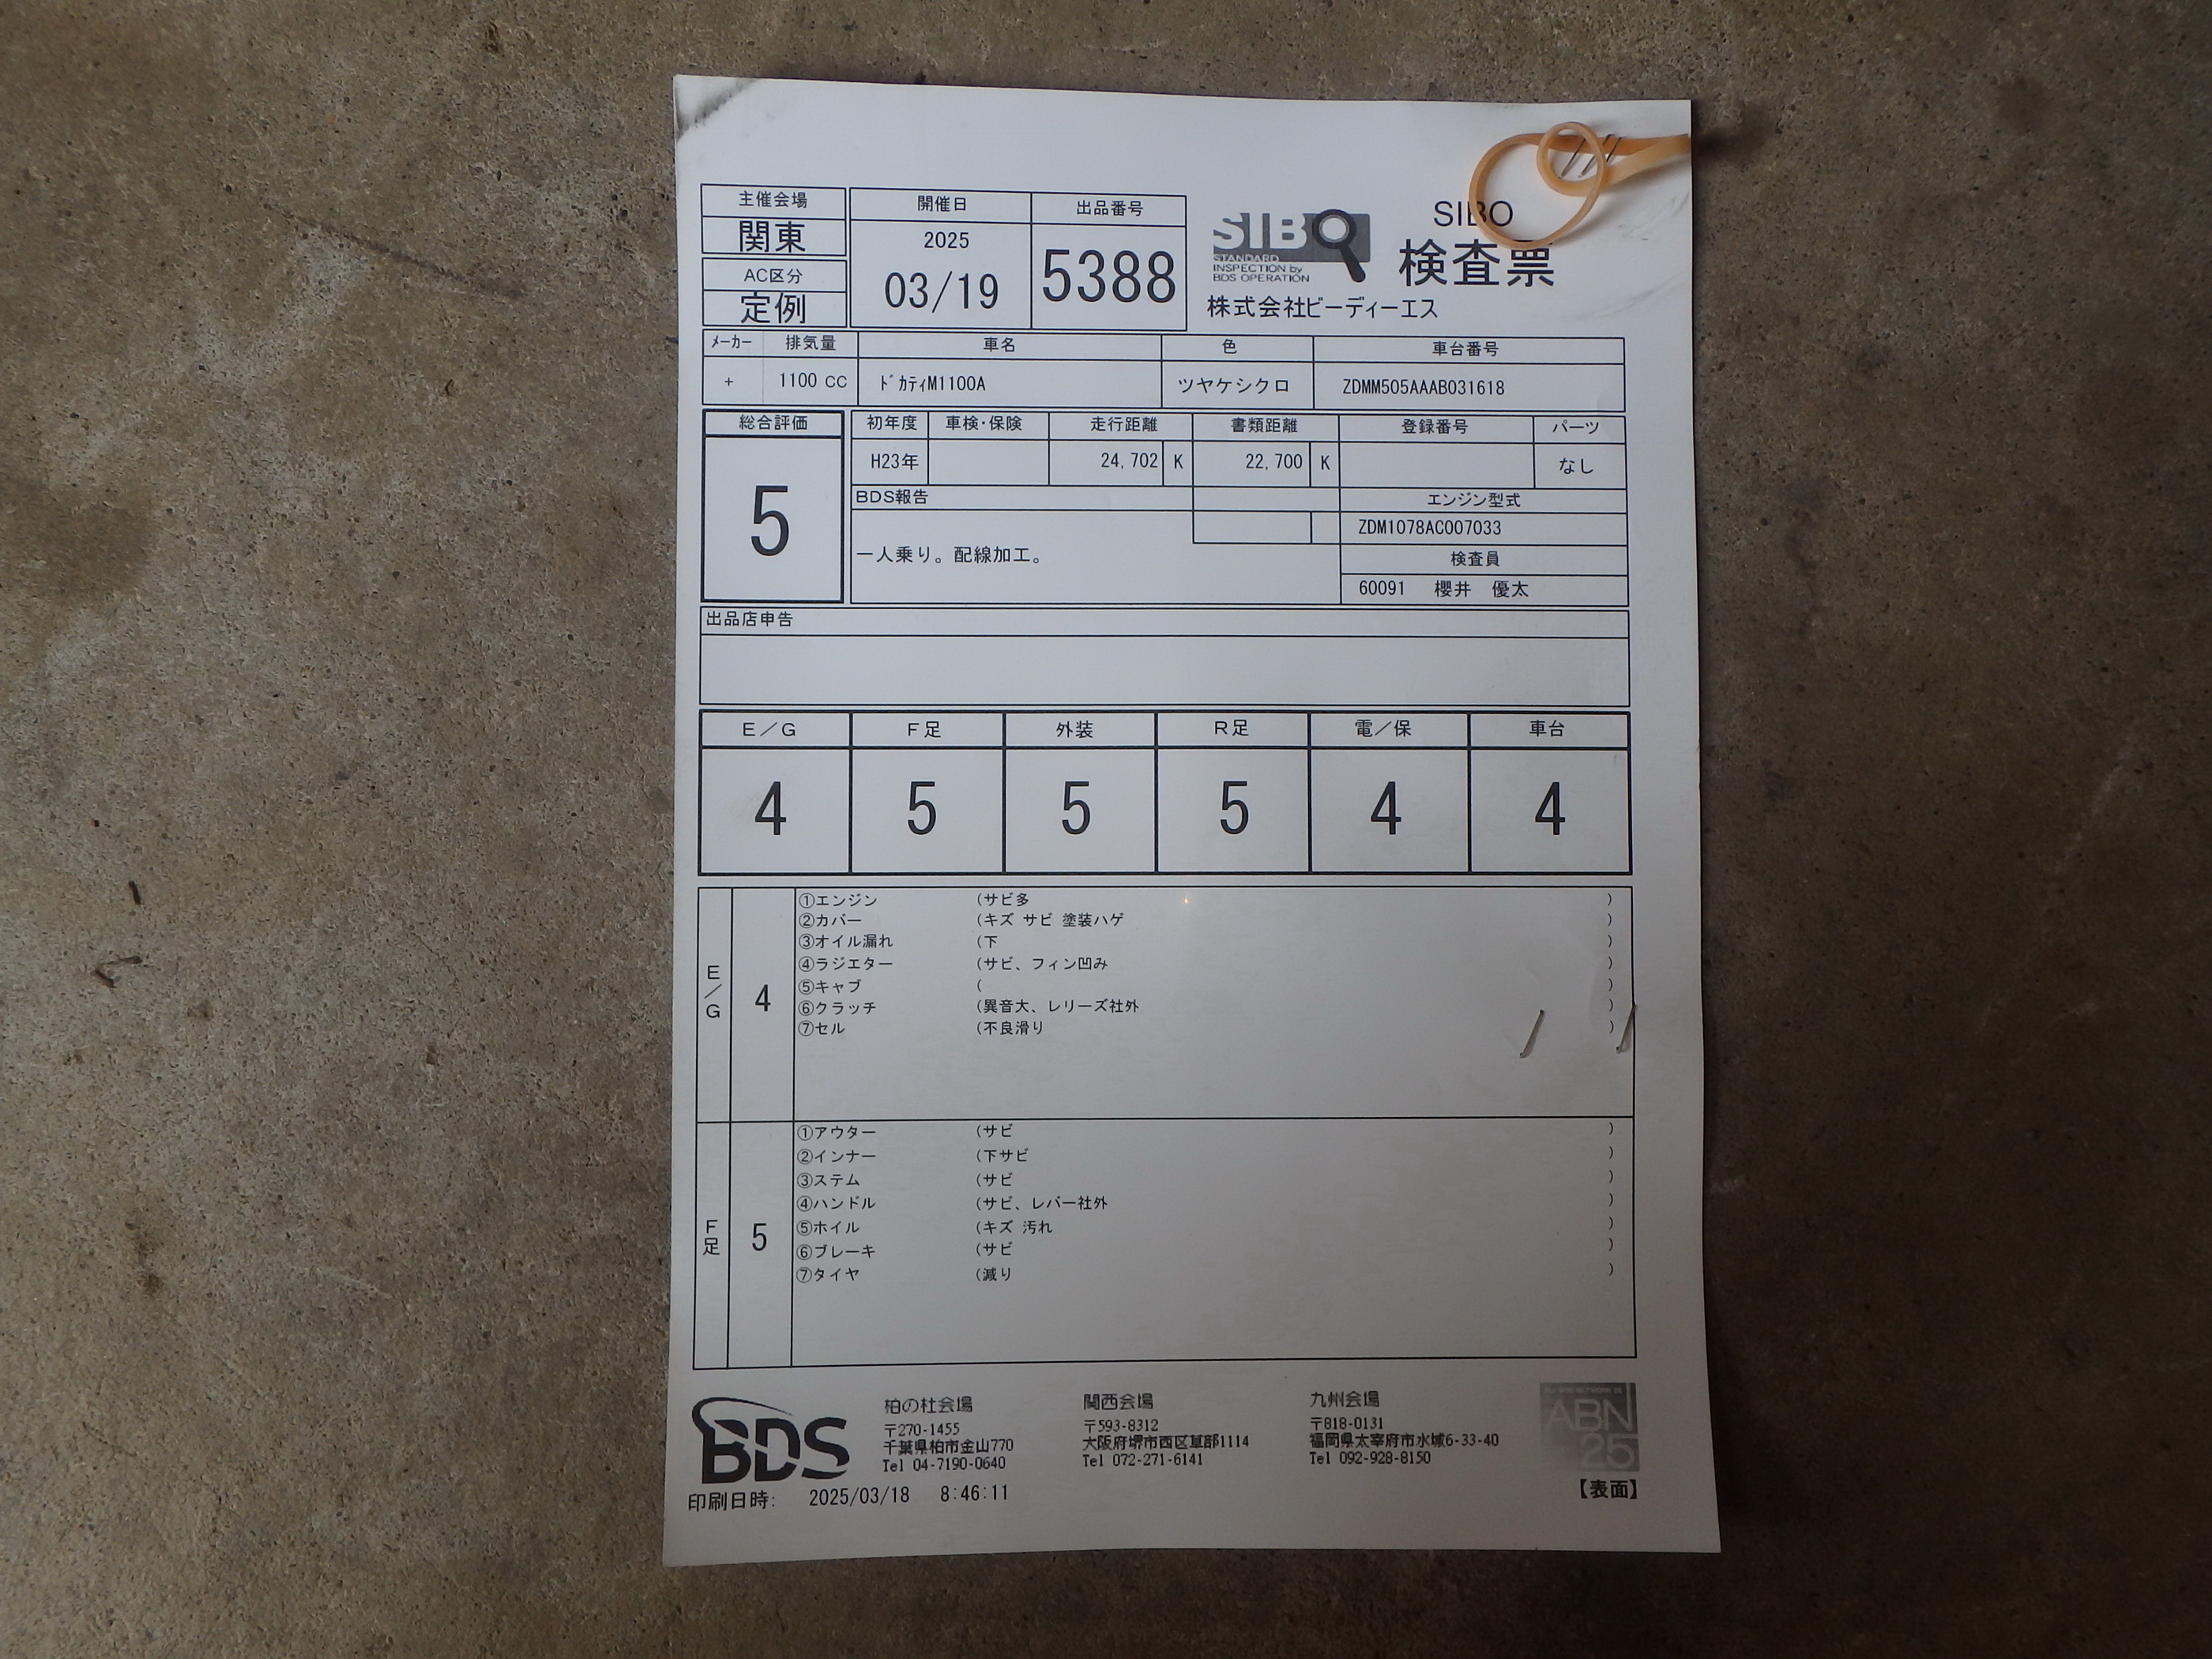 主催会場
関東
AC区分
定例
開催日
2025
03/19
出品番号
5388
SIBO
STANDARD
INSPECTION by
BDS OPERATION
SIBO
検査票
株式会社ビーディーエス
メーカー 排気量 車名 色 車台番号
+ 1100 CC ドカティM1100A ツヤケシクロ ZDMM505AAAB031618
総合評価 初年度 車検・保険 走行距離 書類距離 登録番号 パーツ
5
H23年 24,702 K 22,700 K なし
BDS報告 エンジン型式
ZDM1078AC007033
一人乗り。配線加工。
検査員
60091 櫻井 優太
出品店申告
E/G F足 外装 R足 電/保 車台
4 5 5 5 4 4
E/G 4
①エンジン (サビ多 )
②カバー (キズ サビ 塗装ハゲ )
③オイル漏れ (下 )
④ラジエター (サビ、フィン凹み )
⑤キャブ ( )
⑥クラッチ (異音大、レリーズ社外 )
⑦セル (不良滑り )
F足 5
①アウター (サビ )
②インナー (下サビ )
③ステム (サビ )
④ハンドル (サビ、レバー社外 )
⑤ホイル (キズ 汚れ )
⑥ブレーキ (サビ )
⑦タイヤ (減り )
BDS
柏の杜会場
〒270-1455
千葉県柏市金山770
Tel 04-7190-0640
関西会場
〒593-8312
大阪府堺市西区草部1114
Tel 072-271-6141
九州会場
〒818-0131
福岡県太宰府市水城6-33-40
Tel 092-928-8150
ABN
25
【表面】
印刷日時: 2025/03/18 8:46:11